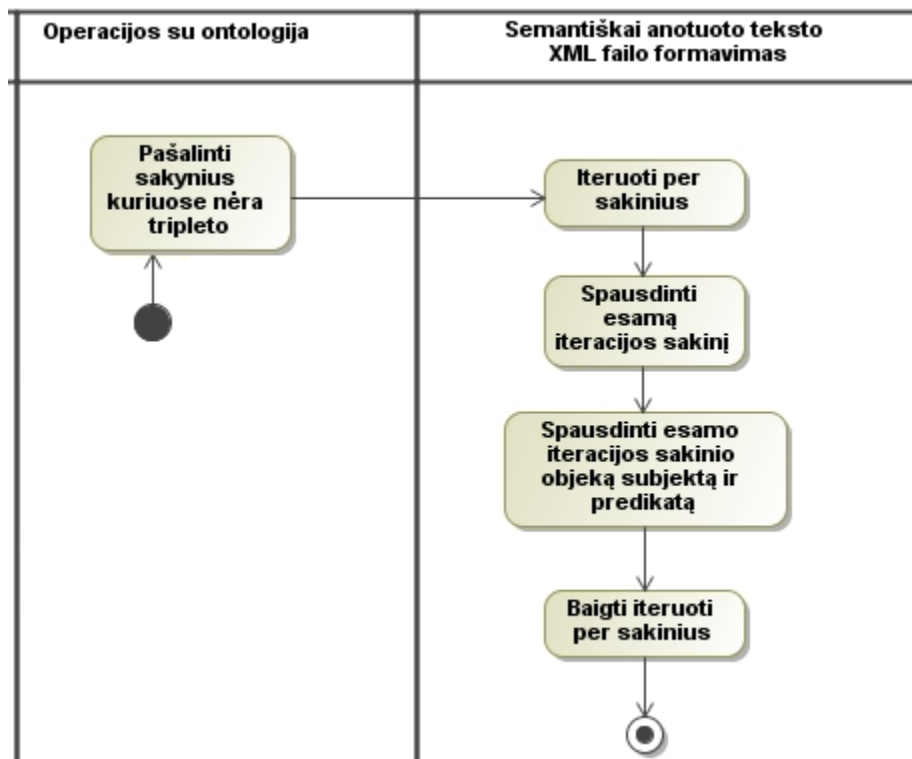 Operacijos su ontologija
Semantiškai anotuoto teksto
XML failo formavimas
Pašalinti
sakynius
kuriuose nėra
tripleto
Iteruoti per
sakinius
Spausdinti
esamą
iteracijos sakinį
Spausdinti esamo
iteracijos sakinio
objeką subjektą ir
predikatą
Baigti iteruoti
per sakinius